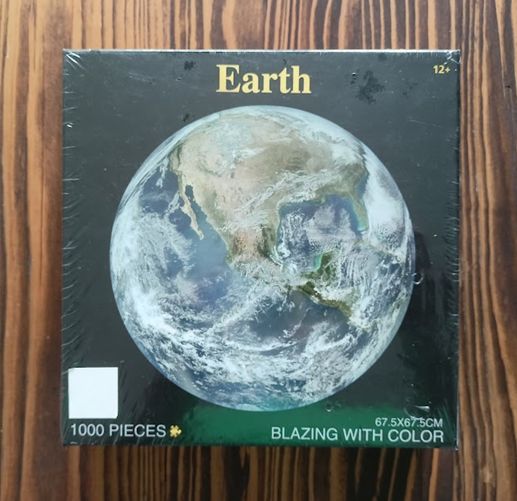 Earth
12+
1000 PIECES
67.5X67.5CM
BLAZING WITH COLOR